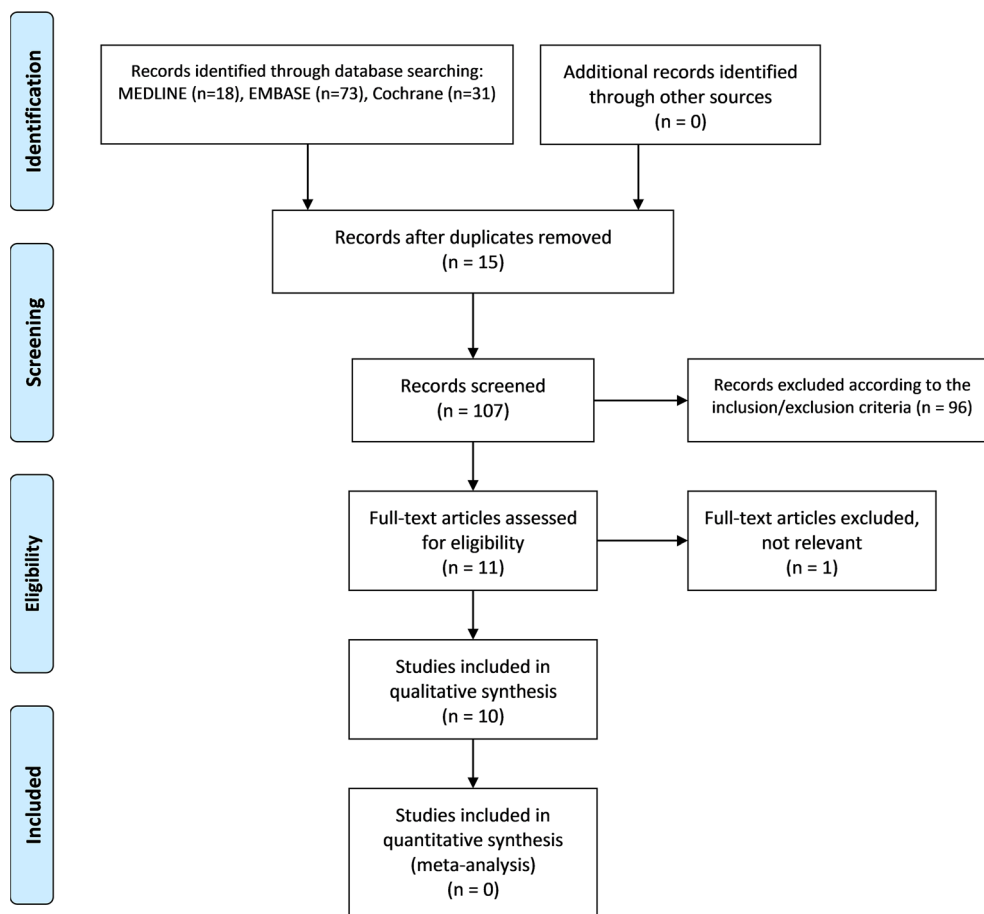 Identification
Records identified through database searching:
MEDLINE (n=18), EMBASE (n=73), Cochrane (n=31)
Additional records identified
through other sources
(n = 0)
Records after duplicates removed
(n = 15)
Screening
Records screened
(n = 107)
Records excluded according to the
inclusion/exclusion criteria (n = 96)
Eligibility
Full-text articles assessed
for eligibility
(n = 11)
Full-text articles excluded,
not relevant
(n = 1)
Studies included in
qualitative synthesis
(n = 10)
Included
Studies included in
quantitative synthesis
(meta-analysis)
(n = 0)